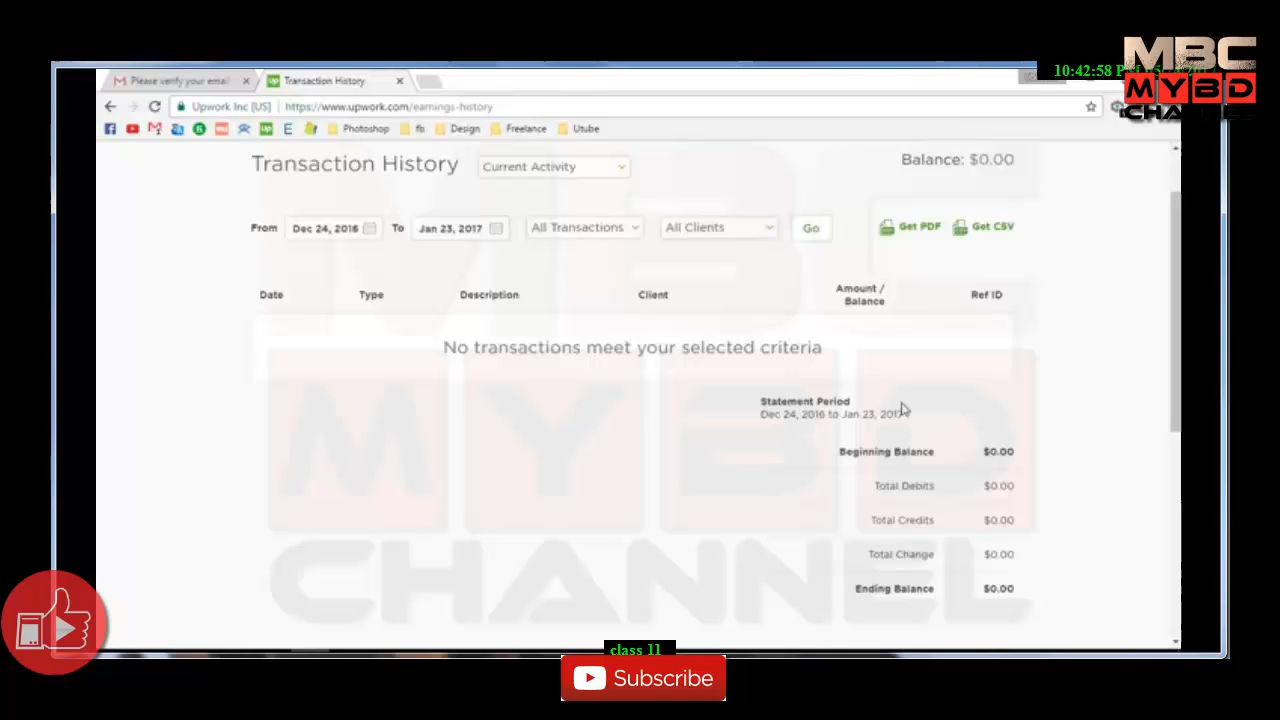 MBC
10:42:58 P
MYBD
CHANNEL
Please verify your email
Transaction History
Upwork Inc [US] https://www.upwork.com/earnings-history
Photoshop fb Design Freelance Utube
Transaction History Current Activity Balance: $0.00
From Dec 24, 2016 To Jan 23, 2017 All Transactions All Clients Go Get PDF Get CSV
Date Type Description Client Amount / Balance Ref ID
No transactions meet your selected criteria
Statement Period
Dec 24, 2016 to Jan 23, 2017
Beginning Balance $0.00
Total Debits $0.00
Total Credits $0.00
Total Change $0.00
Ending Balance $0.00
MBC
MYBD
CHANNEL
class 11
Subscribe